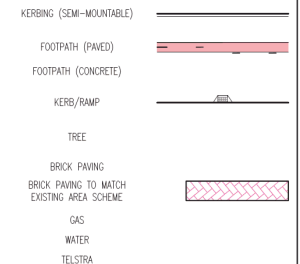 KERBING (SEMI-MOUNTABLE)
FOOTPATH (PAVED)
FOOTPATH (CONCRETE)
KERB/RAMP
TREE
BRICK PAVING
BRICK PAVING TO MATCH
EXISTING AREA SCHEME
GAS
WATER
TELSTRA